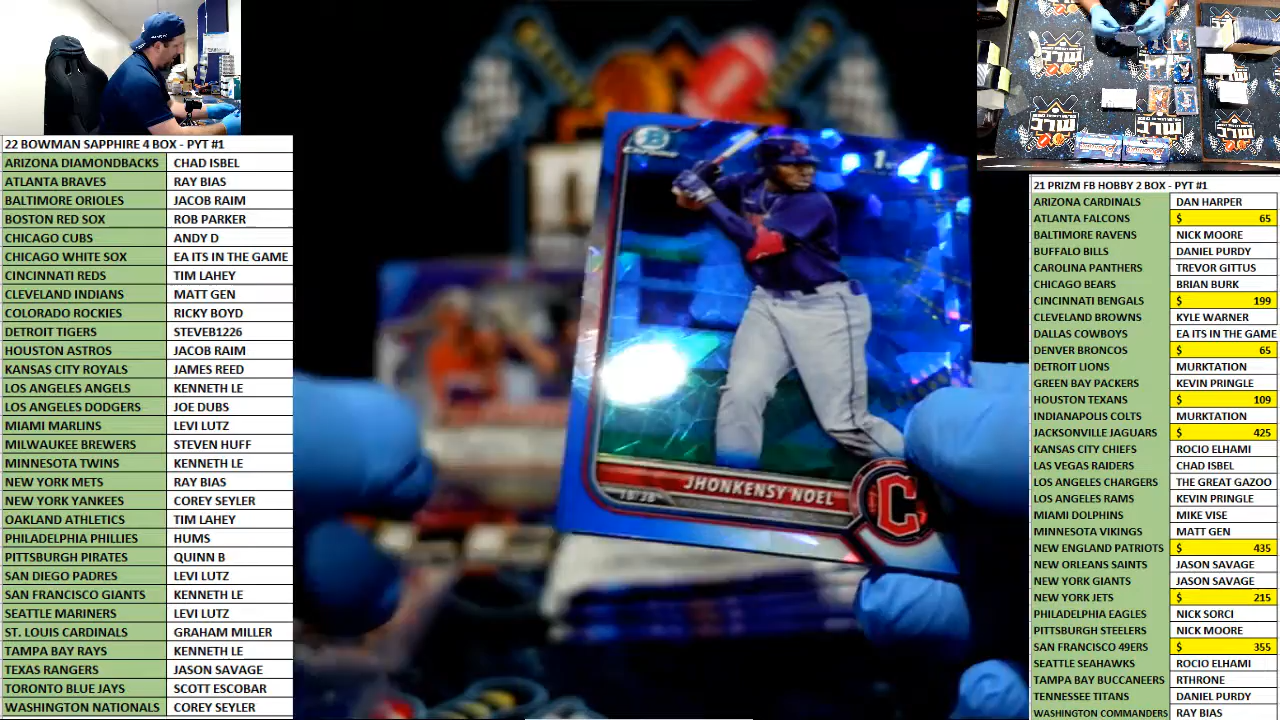 22 BOWMAN SAPPHIRE 4 BOX - PYT #1
ARIZONA DIAMONDBACKS CHAD ISBEL
ATLANTA BRAVES RAY BIAS
BALTIMORE ORIOLES JACOB RAIM
BOSTON RED SOX ROB PARKER
CHICAGO CUBS ANDY D
CHICAGO WHITE SOX EA ITS IN THE GAME
CINCINNATI REDS TIM LAHEY
CLEVELAND INDIANS MATT GEN
COLORADO ROCKIES RICKY BOYD
DETROIT TIGERS STEVEB1226
HOUSTON ASTROS JACOB RAIM
KANSAS CITY ROYALS JAMES REED
LOS ANGELES ANGELS KENNETH LE
LOS ANGELES DODGERS JOE DUBS
MIAMI MARLINS LEVI LUTZ
MILWAUKEE BREWERS STEVEN HUFF
MINNESOTA TWINS KENNETH LE
NEW YORK METS RAY BIAS
NEW YORK YANKEES COREY SEYLER
OAKLAND ATHLETICS TIM LAHEY
PHILADELPHIA PHILLIES HUMS
PITTSBURGH PIRATES QUINN B
SAN DIEGO PADRES LEVI LUTZ
SAN FRANCISCO GIANTS KENNETH LE
SEATTLE MARINERS LEVI LUTZ
ST. LOUIS CARDINALS GRAHAM MILLER
TAMPA BAY RAYS KENNETH LE
TEXAS RANGERS JASON SAVAGE
TORONTO BLUE JAYS SCOTT ESCOBAR
WASHINGTON NATIONALS COREY SEYLER
1st
JHONKENSY NOEL
C
21 PRIZM FB HOBBY 2 BOX - PYT #1
ARIZONA CARDINALS DAN HARPER
ATLANTA FALCONS $ 65
BALTIMORE RAVENS NICK MOORE
BUFFALO BILLS DANIEL PURDY
CAROLINA PANTHERS TREVOR GITTUS
CHICAGO BEARS BRIAN BURK
CINCINNATI BENGALS $ 199
CLEVELAND BROWNS KYLE WARNER
DALLAS COWBOYS EA ITS IN THE GAME
DENVER BRONCOS $ 65
DETROIT LIONS MURKTATION
GREEN BAY PACKERS KEVIN PRINGLE
HOUSTON TEXANS $ 109
INDIANAPOLIS COLTS MURKTATION
JACKSONVILLE JAGUARS $ 425
KANSAS CITY CHIEFS ROCIO ELHAMI
LAS VEGAS RAIDERS CHAD ISBEL
LOS ANGELES CHARGERS THE GREAT GAZOO
LOS ANGELES RAMS KEVIN PRINGLE
MIAMI DOLPHINS MIKE VISE
MINNESOTA VIKINGS MATT GEN
NEW ENGLAND PATRIOTS $ 435
NEW ORLEANS SAINTS JASON SAVAGE
NEW YORK GIANTS JASON SAVAGE
NEW YORK JETS $ 215
PHILADELPHIA EAGLES NICK SORCI
PITTSBURGH STEELERS NICK MOORE
SAN FRANCISCO 49ERS $ 355
SEATTLE SEAHAWKS ROCIO ELHAMI
TAMPA BAY BUCCANEERS RTHRONE
TENNESSEE TITANS DANIEL PURDY
WASHINGTON COMMANDERS RAY BIAS